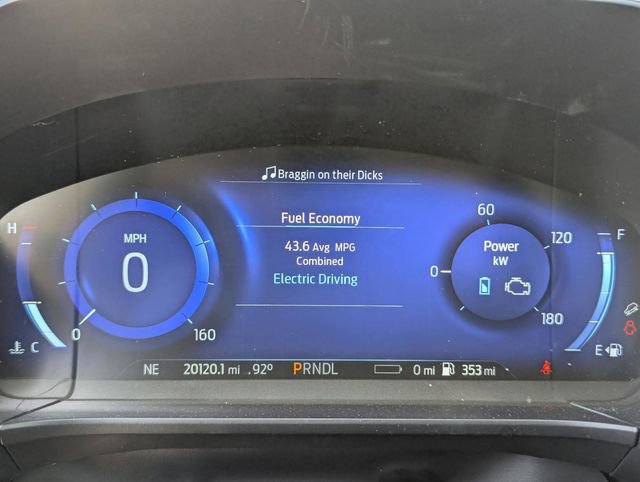 Braggin on their Dicks
Fuel Economy
43.6 Avg MPG
Combined
Electric Driving
H
C
MPH
0
0
160
60
120
180
0
Power
kW
F
E
NE 20120.1 mi 92° PRNDL 0 mi 353 mi